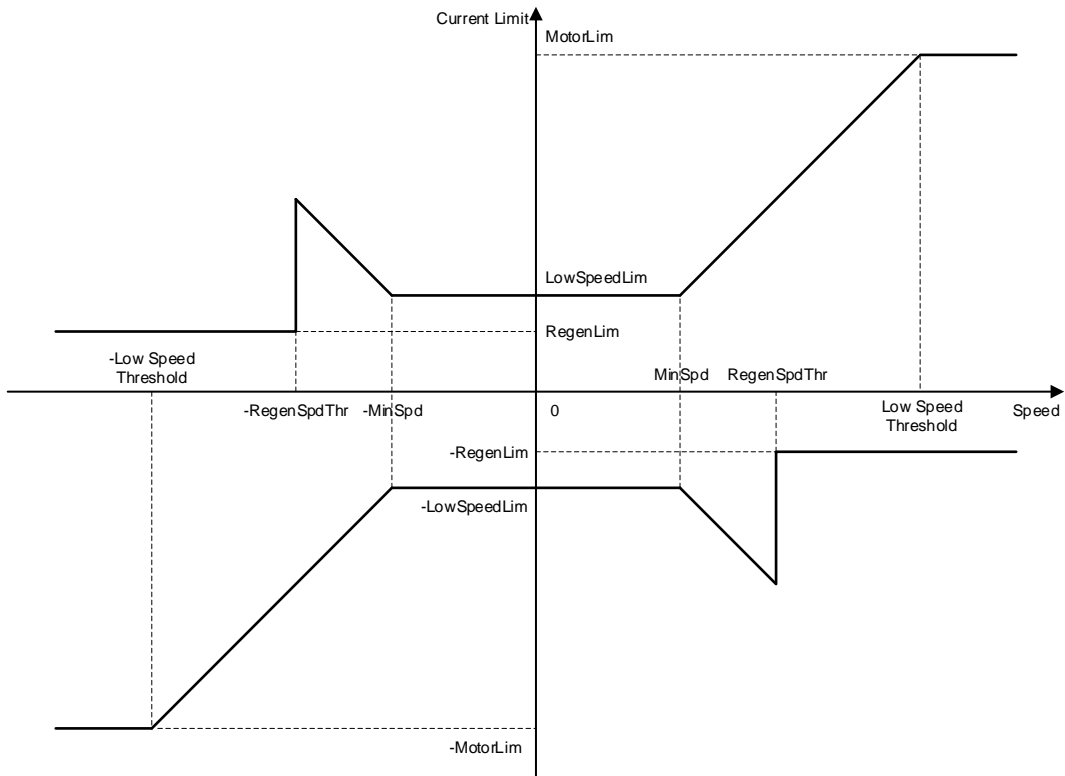 Current Limit
MotorLim
LowSpeedLim
RegenLim
-Low Speed
Threshold
MinSpd
RegenSpdThr
-RegenSpdThr
-MinSpd
0
Low Speed
Threshold
Speed
-RegenLim
-LowSpeedLim
-MotorLim